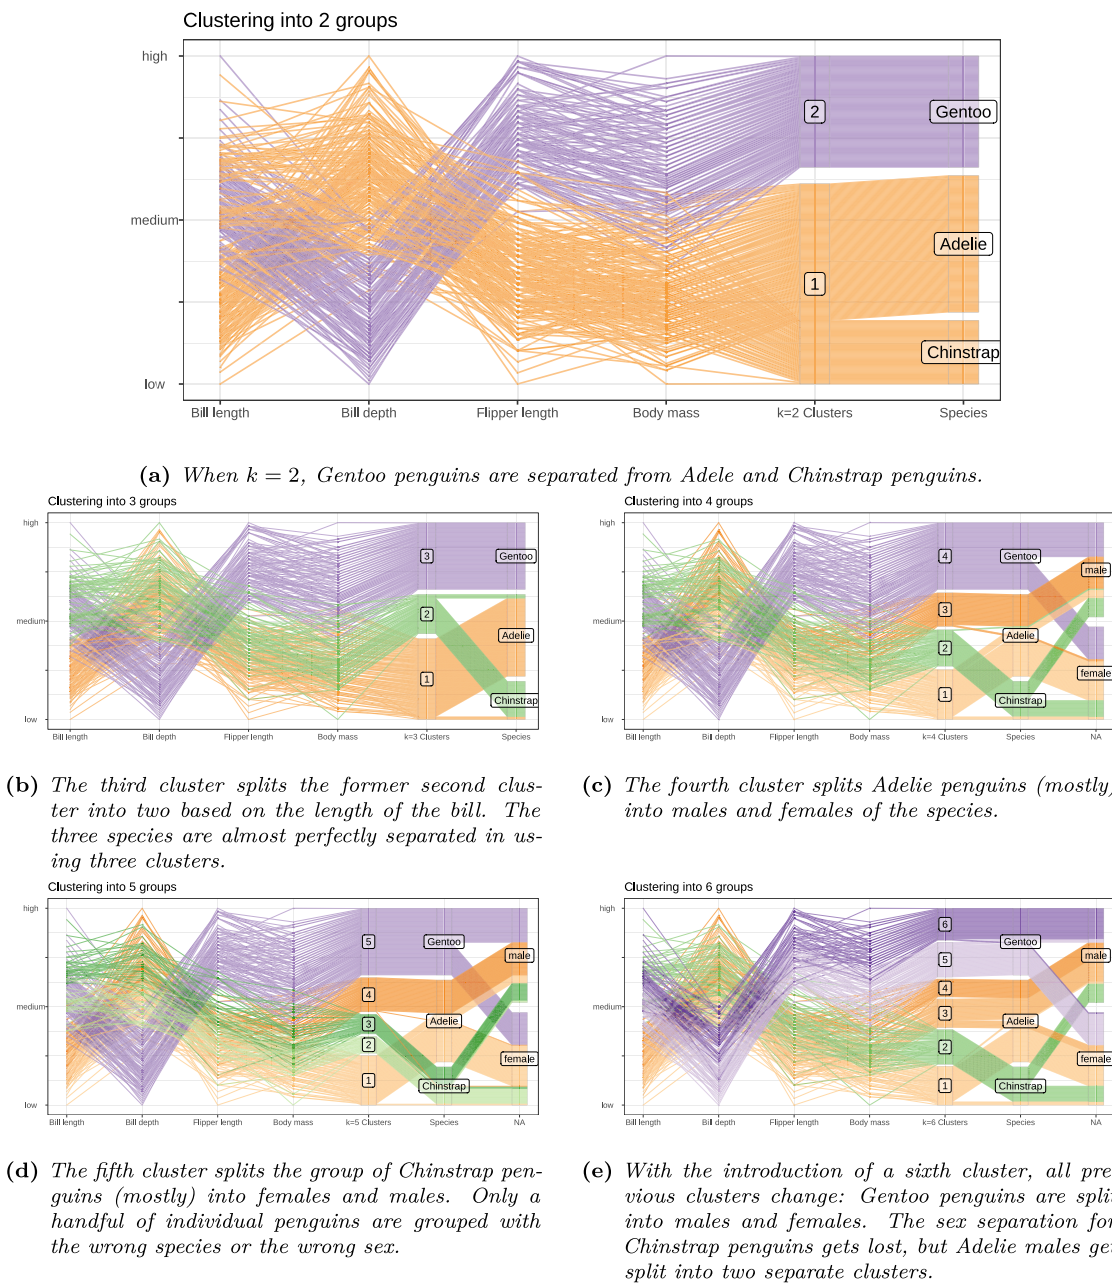 Clustering into 2 groups
high
medium
low
2
1
Gentoo
Adelie
Chinstrap
Bill length Bill depth Flipper length Body mass k=2 Clusters Species
(a) When k = 2, Gentoo penguins are separated from Adele and Chinstrap penguins.
Clustering into 3 groups
high
medium
low
3
2
1
Gentoo
Adelie
Chinstrap
Bill length Bill depth Flipper length Body mass k=3 Clusters Species
(b) The third cluster splits the former second clus-
ter into two based on the length of the bill. The
three species are almost perfectly separated in us-
ing three clusters.
Clustering into 4 groups
high
medium
low
4
3
2
1
Gentoo
Adelie
Chinstrap
male
female
Bill length Bill depth Flipper length Body mass k=4 Clusters Species NA
(c) The fourth cluster splits Adelie penguins (mostly)
into males and females of the species.
Clustering into 5 groups
high
medium
low
5
4
3
2
1
Gentoo
Adelie
Chinstrap
male
female
Bill length Bill depth Flipper length Body mass k=5 Clusters Species NA
(d) The fifth cluster splits the group of Chinstrap pen-
guins (mostly) into females and males. Only a
handful of individual penguins are grouped with
the wrong species or the wrong sex.
Clustering into 6 groups
high
medium
low
6
5
4
3
2
1
Gentoo
Adelie
Chinstrap
male
female
Bill length Bill depth Flipper length Body mass k=6 Clusters Species NA
(e) With the introduction of a sixth cluster, all pre-
vious clusters change: Gentoo penguins are split
into males and females. The sex separation for
Chinstrap penguins gets lost, but Adelie males get
split into two separate clusters.